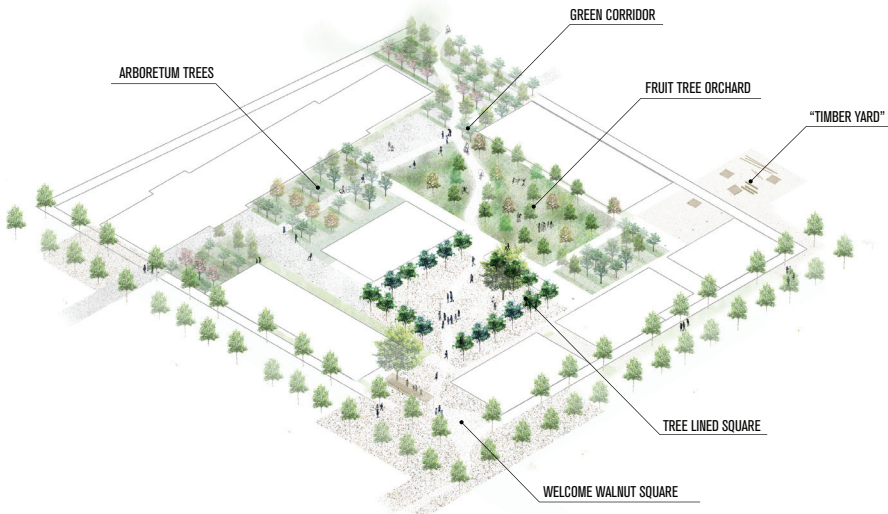 GREEN CORRIDOR
ARBORETUM TREES
FRUIT TREE ORCHARD
“TIMBER YARD”
TREE LINED SQUARE
WELCOME WALNUT SQUARE